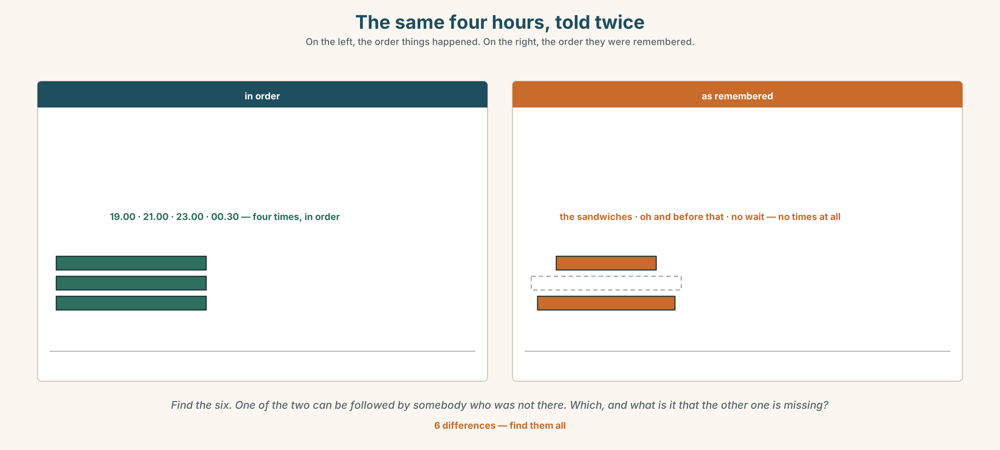 The same four hours, told twice
On the left, the order things happened. On the right, the order they were remembered.
in order
19.00 · 21.00 · 23.00 · 00.30 — four times, in order
as remembered
the sandwiches · oh and before that · no wait — no times at all
Find the six. One of the two can be followed by somebody who was not there. Which, and what is it that the other one is missing?
6 differences — find them all